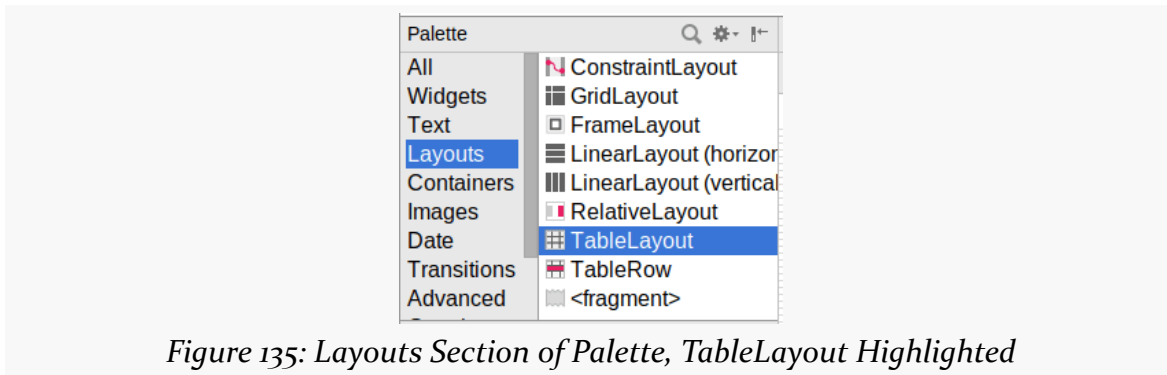 Palette
All
Widgets
Text
Layouts
Containers
Images
Date
Transitions
Advanced
ConstraintLayout
GridLayout
FrameLayout
LinearLayout (horizor
LinearLayout (vertical
RelativeLayout
TableLayout
TableRow
<fragment>
Figure 135: Layouts Section of Palette, TableLayout Highlighted